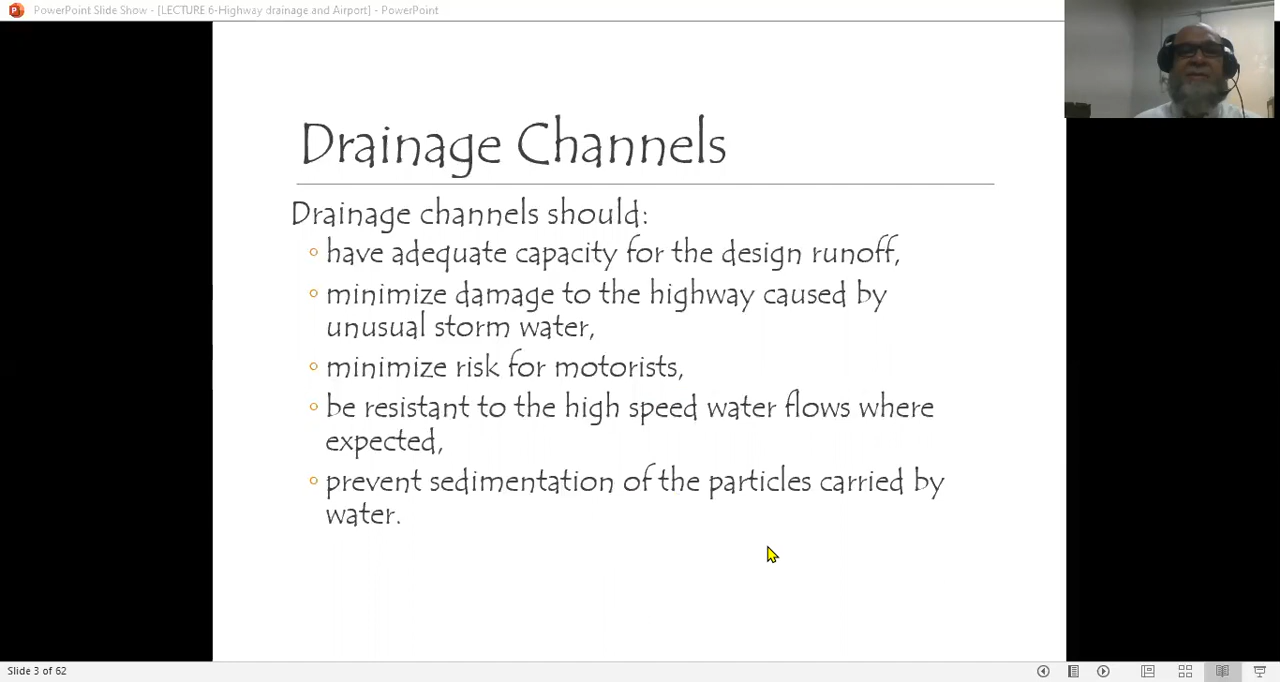 PowerPoint Slide Show - [LECTURE 6-Highway drainage and Airport] - PowerPoint
Drainage Channels
Drainage channels should:
have adequate capacity for the design runoff,
minimize damage to the highway caused by
unusual storm water,
minimize risk for motorists,
be resistant to the high speed water flows where
expected,
prevent sedimentation of the particles carried by
water.
Slide 3 of 62